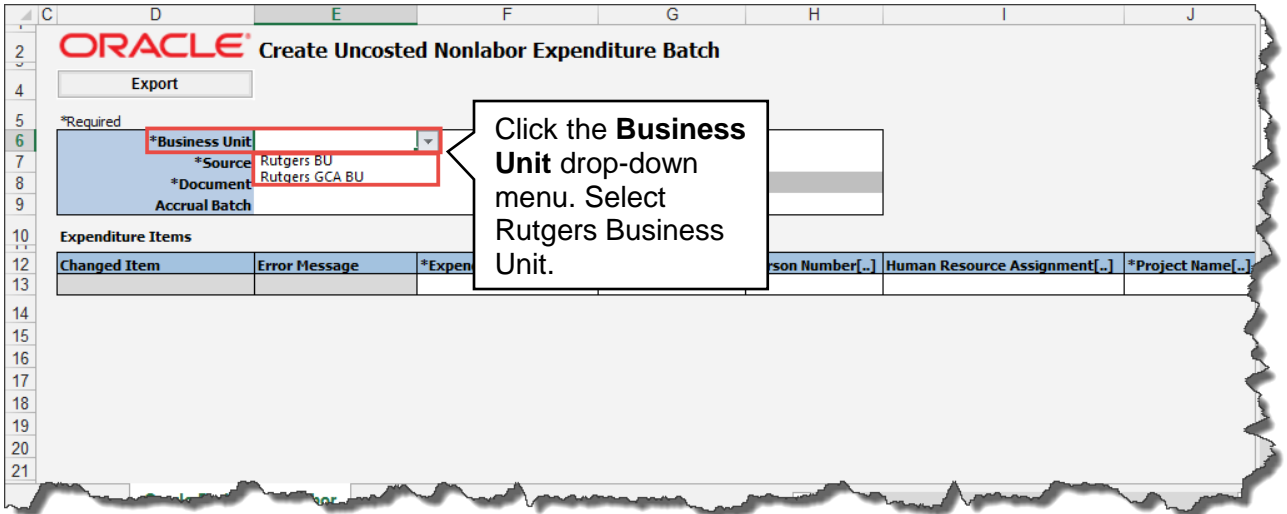 C D E F G H I J
2 ORACLE® Create Uncosted Nonlabor Expenditure Batch
4 Export
5 *Required
6 *Business Unit
7 *Source Rutgers BU
8 *Document Rutgers GCA BU
9 Accrual Batch
Click the Business
Unit drop-down
menu. Select
Rutgers Business
Unit.
10 Expenditure Items
12 Changed Item Error Message *Expen rson Number[..] Human Resource Assignment[..] *Project Name[..]
13
14
15
16
17
18
19
20
21